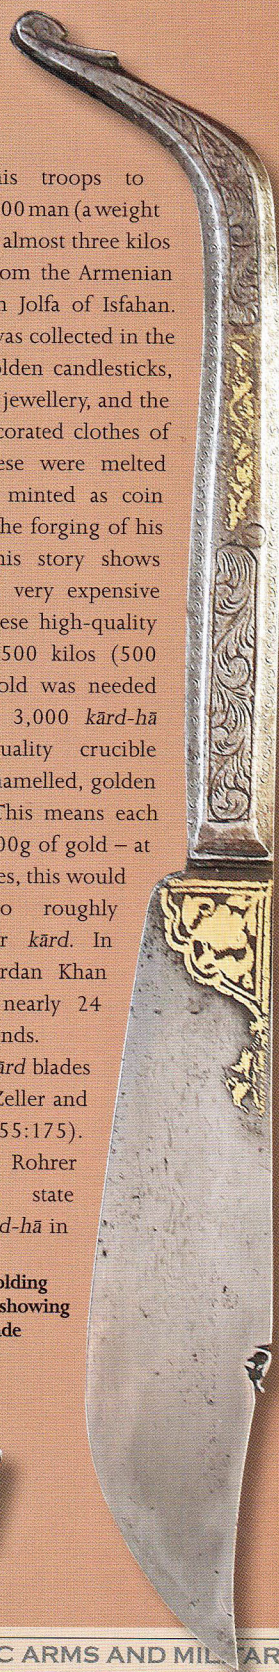 his troops to
00 man (a weight
almost three kilos
om the Armenian
Jolfa of Isfahan.
was collected in the
olden candlesticks,
jewellery, and the
corated clothes of
ese were melted
minted as coin
he forging of his
his story shows
very expensive
ese high-quality
500 kilos (500
old was needed
3,000 kārd-hā
uality crucible
namelled, golden
This means each
00g of gold – at
es, this would
o roughly
r kārd. In
rdan Khan
nearly 24
nds.
ārd blades
Zeller and
55:175).
Rohrer
state
d-hā in
olding
showing
de
C ARMS AND MILITAR